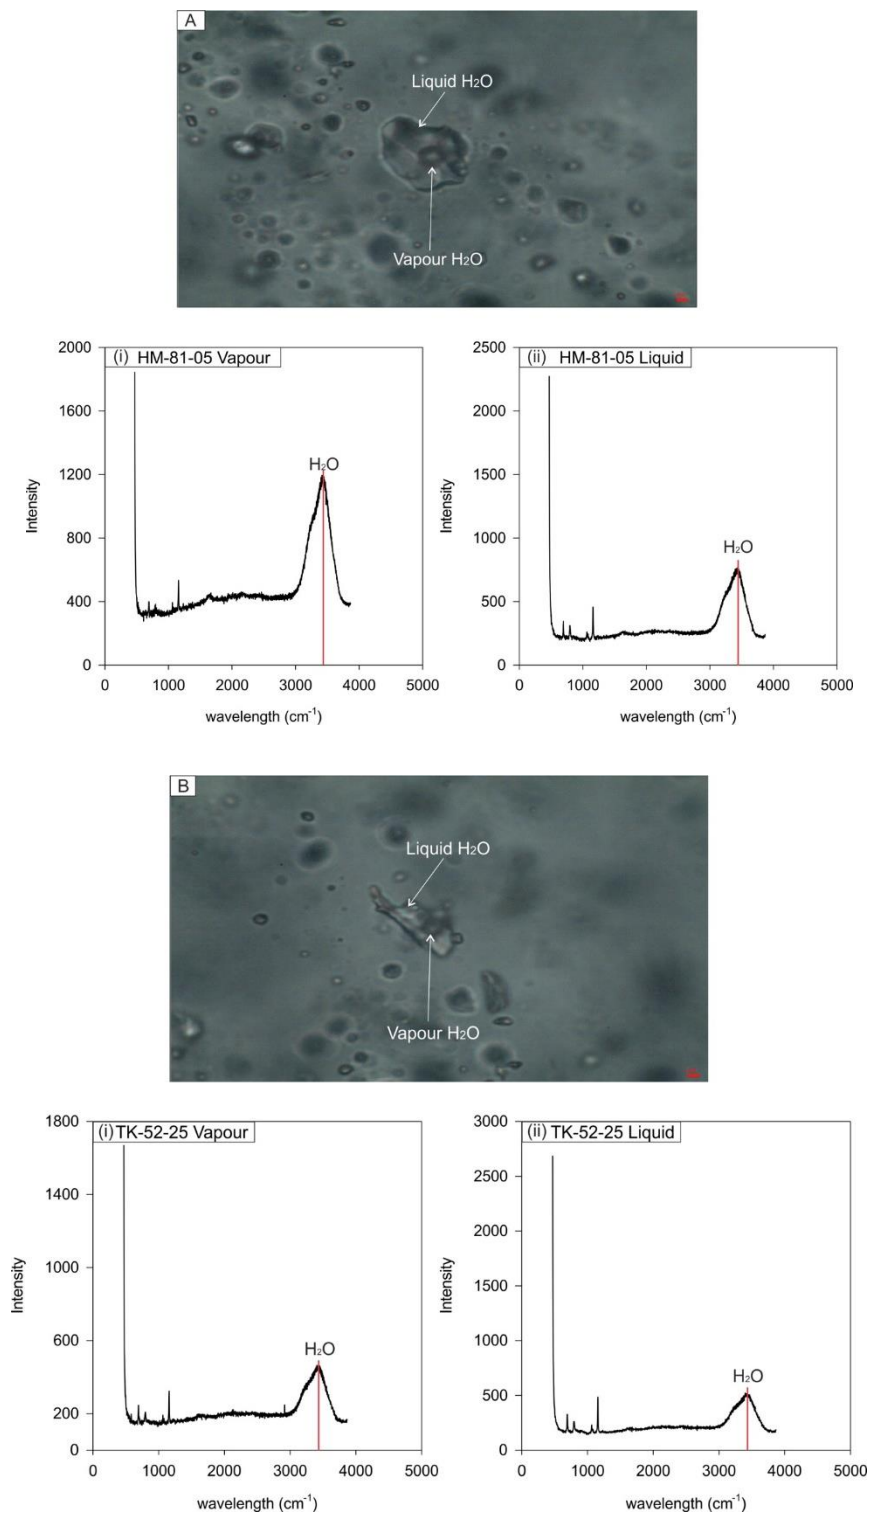 A
Liquid H2O
Vapour H2O
(i) HM-81-05 Vapour
2000
1600
1200
800
400
0
Intensity
H2O
0 1000 2000 3000 4000 5000
wavelength (cm-1)
(ii) HM-81-05 Liquid
2500
2000
1500
1000
500
0
Intensity
H2O
0 1000 2000 3000 4000 5000
wavelength (cm-1)
B
Liquid H2O
Vapour H2O
(i) TK-52-25 Vapour
1800
1400
1000
600
200
0
Intensity
H2O
0 1000 2000 3000 4000 5000
wavelength (cm-1)
(ii) TK-52-25 Liquid
3000
2500
2000
1500
1000
500
0
Intensity
H2O
0 1000 2000 3000 4000 5000
wavelength (cm-1)